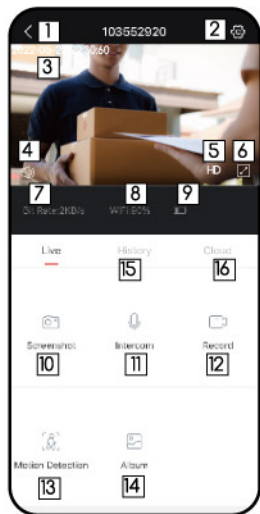 1 103552920 2
3
4 5 6
HD
7 8 9
Bit Rate:2KB/s WiFi:80%
Live History Cloud
15 16
Screenshot Intercom Record
10 11 12
Motion Detection Album
13 14